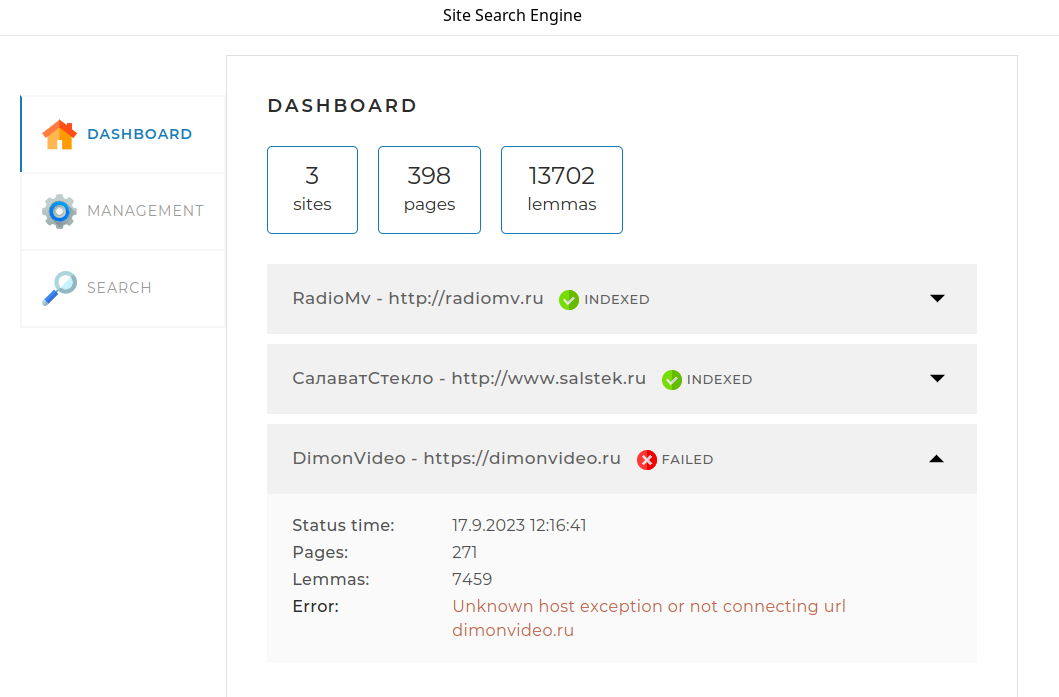 Site Search Engine
DASHBOARD
MANAGEMENT
SEARCH
DASHBOARD
3
sites
398
pages
13702
lemmas
RadioMv - http://radiomv.ru INDEXED
СалаватСтекло - http://www.salstek.ru INDEXED
DimonVideo - https://dimonvideo.ru FAILED
Status time: 17.9.2023 12:16:41
Pages: 271
Lemmas: 7459
Error: Unknown host exception or not connecting url
dimonvideo.ru